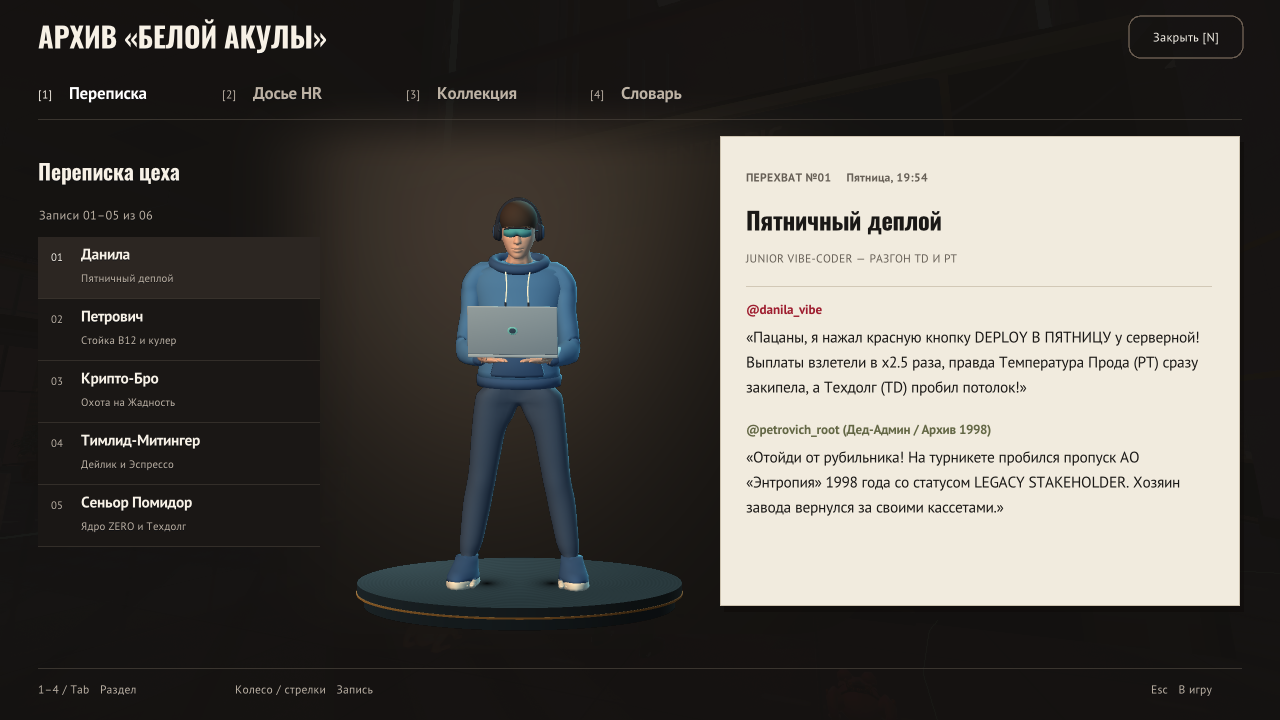 АРХИВ «БЕЛОЙ АКУЛЫ»
Закрыть [N]
[1] Переписка
[2] Досье HR
[3] Коллекция
[4] Словарь
Переписка цеха
Записи 01–05 из 06
01 Данила
Пятничный деплой
02 Петрович
Стойка B12 и кулер
03 Крипто-Бро
Охота на Жадность
04 Тимлид-Митингер
Дейлик и Эспрессо
05 Сеньор Помидор
Ядро ZERO и Техдолг
ПЕРЕХВАТ №01 Пятница, 19:54
Пятничный деплой
JUNIOR VIBE-CODER — РАЗГОН TD И PT
@danila_vibe
«Пацаны, я нажал красную кнопку DEPLOY В ПЯТНИЦУ у серверной!
Выплаты взлетели в x2.5 раза, правда Температура Прода (PT) сразу
закипела, а Техдолг (TD) пробил потолок!»
@petrovich_root (Дед-Админ / Архив 1998)
«Отойди от рубильника! На турникете пробился пропуск АО
«Энтропия» 1998 года со статусом LEGACY STAKEHOLDER. Хозяин
завода вернулся за своими кассетами.»
1–4 / Tab Раздел
Колесо / стрелки Запись
Esc В игру